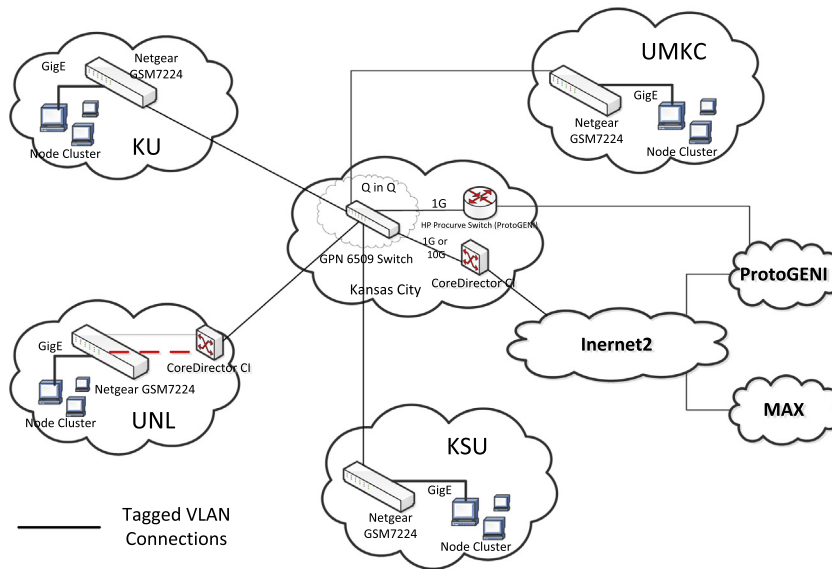 Netgear
GSM7224
GigE
Node Cluster
KU
UMKC
GigE
Netgear
GSM7224
Node Cluster
Q in Q
1G
HP Procurve Switch (ProtoGENI)
1G or
10G
GPN 6509 Switch
CoreDirector CI
Kansas City
ProtoGENI
Inernet2
MAX
GigE
CoreDirector CI
Netgear GSM7224
Node Cluster
UNL
KSU
GigE
Netgear
GSM7224
Node Cluster
Tagged VLAN
Connections